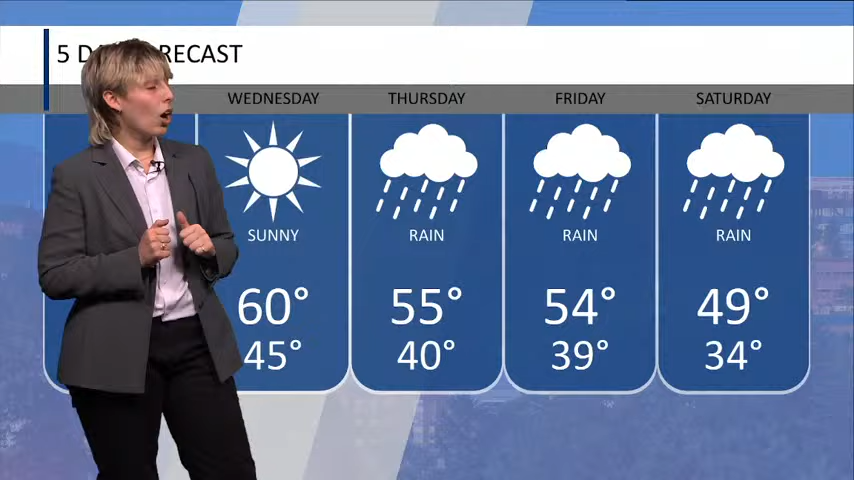 5 D RECAST
WEDNESDAY THURSDAY FRIDAY SATURDAY
SUNNY RAIN RAIN RAIN
60° 55° 54° 49°
45° 40° 39° 34°